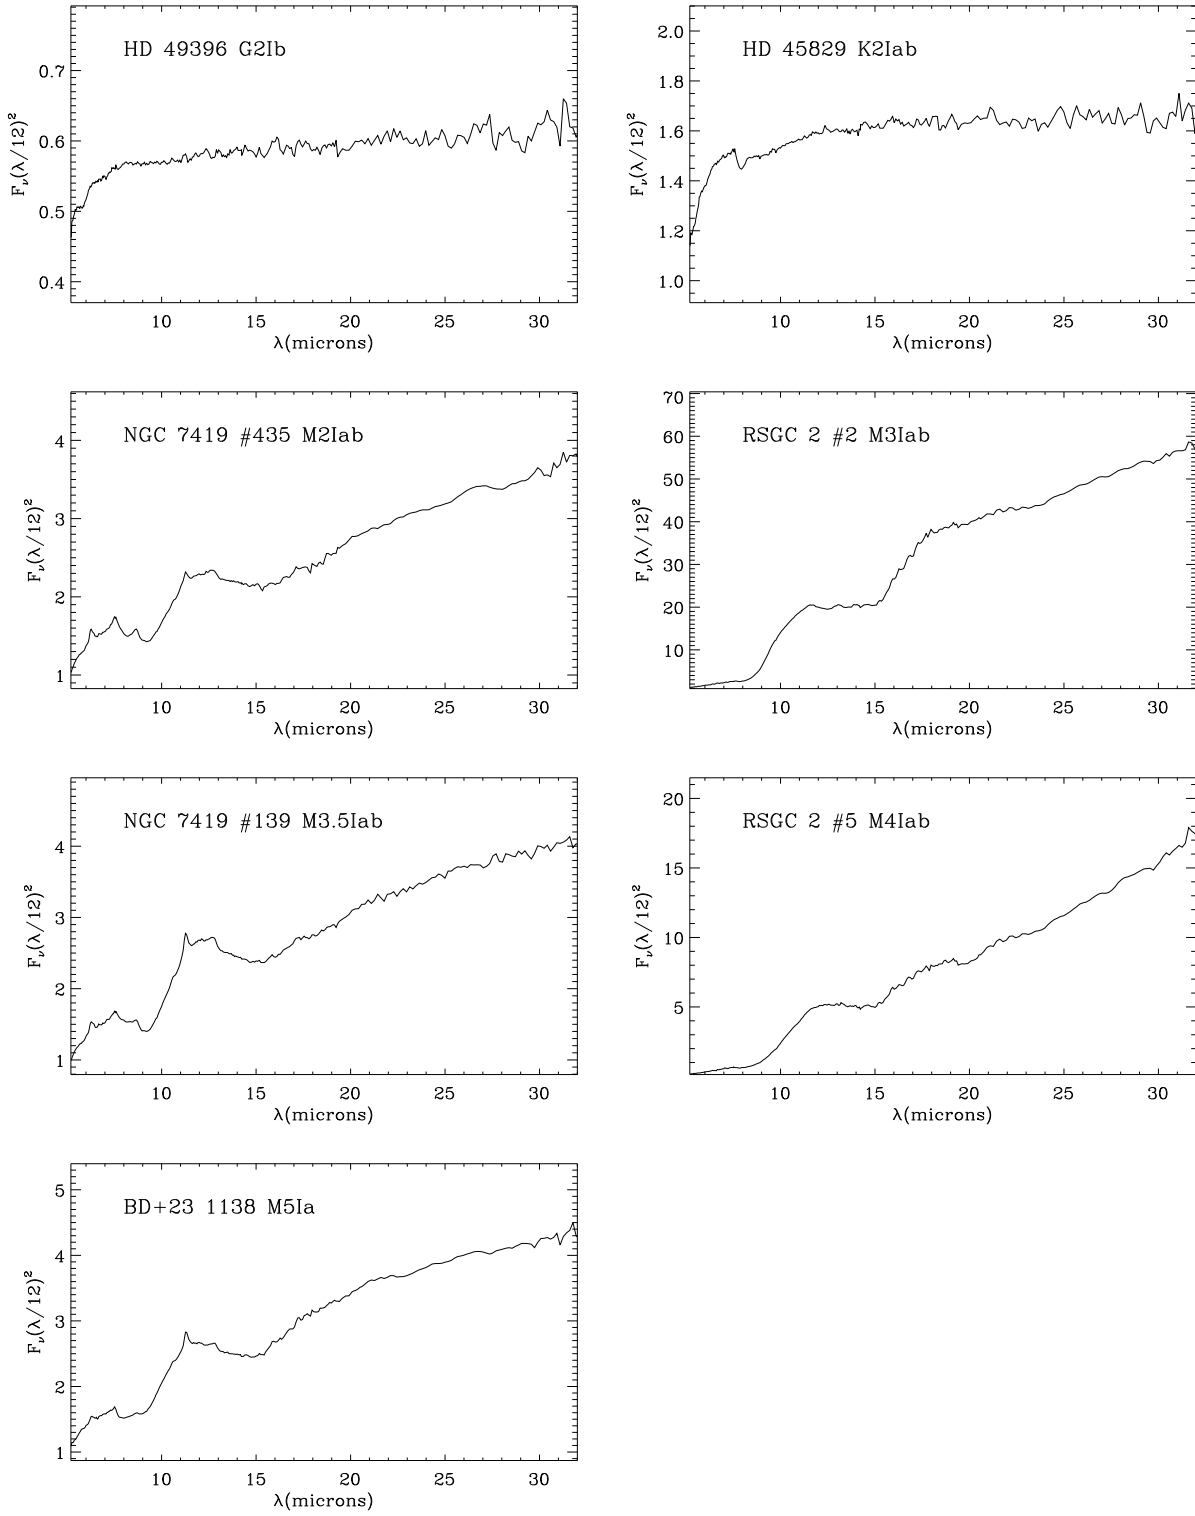 HD 49396 G2Ib
0.7
0.6
0.5
0.4
F_ν(λ/12)²
10 15 20 25 30
λ(microns)
HD 45829 K2Iab
2.0
1.8
1.6
1.4
1.2
1.0
F_ν(λ/12)²
10 15 20 25 30
λ(microns)
NGC 7419 #435 M2Iab
4
3
2
1
F_ν(λ/12)²
10 15 20 25 30
λ(microns)
RSGC 2 #2 M3Iab
70
60
50
40
30
20
10
F_ν(λ/12)²
10 15 20 25 30
λ(microns)
NGC 7419 #139 M3.5Iab
4
3
2
1
F_ν(λ/12)²
10 15 20 25 30
λ(microns)
RSGC 2 #5 M4Iab
20
15
10
5
F_ν(λ/12)²
10 15 20 25 30
λ(microns)
BD+23 1138 M5Ia
5
4
3
2
1
F_ν(λ/12)²
10 15 20 25 30
λ(microns)